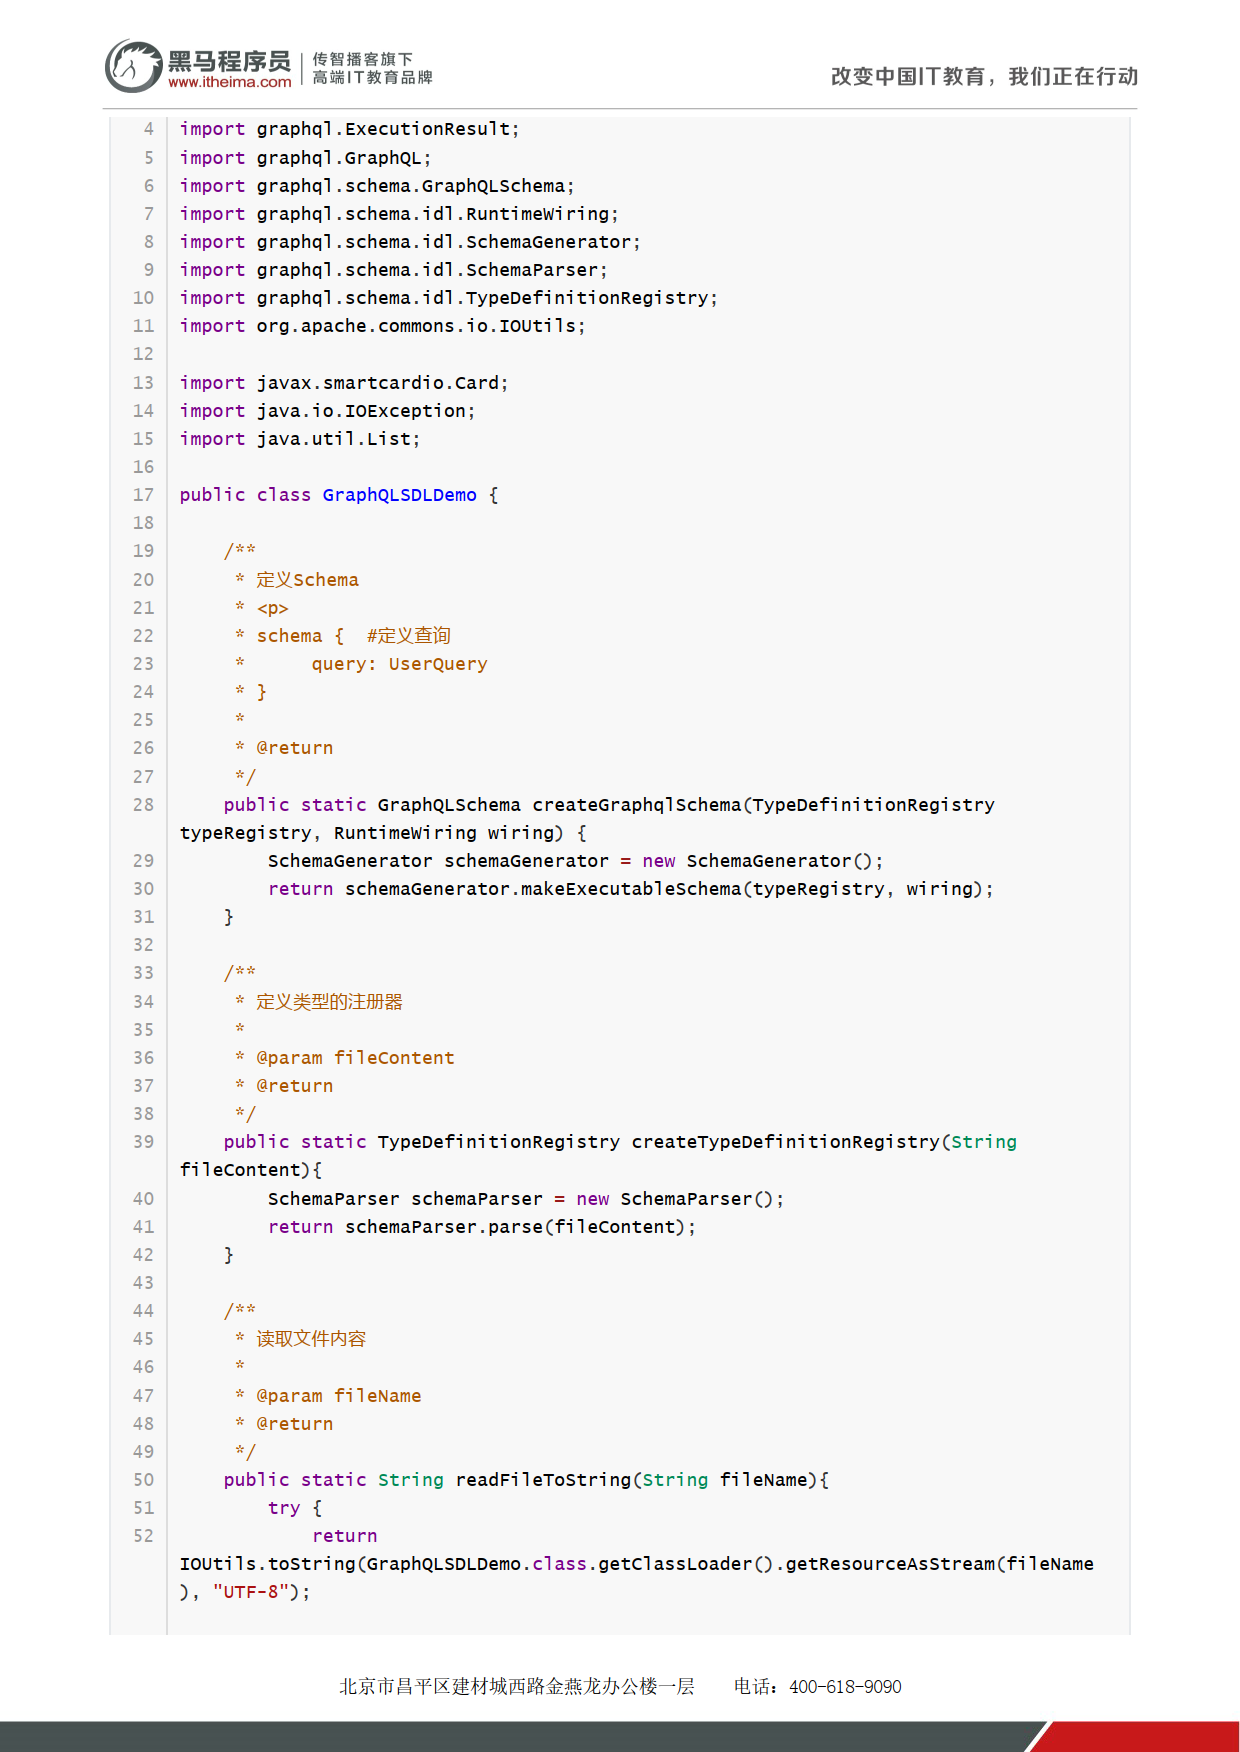 黑马程序员
www.itheima.com
传智播客旗下
高端IT教育品牌
改变中国IT教育，我们正在行动
4 import graphql.ExecutionResult;
5 import graphql.GraphQL;
6 import graphql.schema.GraphQLSchema;
7 import graphql.schema.idl.RuntimeWiring;
8 import graphql.schema.idl.SchemaGenerator;
9 import graphql.schema.idl.SchemaParser;
10 import graphql.schema.idl.TypeDefinitionRegistry;
11 import org.apache.commons.io.IOUtils;
12
13 import javax.smartcardio.Card;
14 import java.io.IOException;
15 import java.util.List;
16
17 public class GraphQLSDLDemo {
18
19     /**
20      * 定义Schema
21      * <p>
22      * schema {  #定义查询
23      *      query: UserQuery
24      * }
25      *
26      * @return
27      */
28     public static GraphQLSchema createGraphqlSchema(TypeDefinitionRegistry
typeRegistry, RuntimeWiring wiring) {
29         SchemaGenerator schemaGenerator = new SchemaGenerator();
30         return schemaGenerator.makeExecutableSchema(typeRegistry, wiring);
31     }
32
33     /**
34      * 定义类型的注册器
35      *
36      * @param fileContent
37      * @return
38      */
39     public static TypeDefinitionRegistry createTypeDefinitionRegistry(String
fileContent){
40         SchemaParser schemaParser = new SchemaParser();
41         return schemaParser.parse(fileContent);
42     }
43
44     /**
45      * 读取文件内容
46      *
47      * @param fileName
48      * @return
49      */
50     public static String readFileToString(String fileName){
51         try {
52             return
IOUtils.toString(GraphQLSDLDemo.class.getClassLoader().getResourceAsStream(fileName
), "UTF-8");
北京市昌平区建材城西路金燕龙办公楼一层 电话：400-618-9090